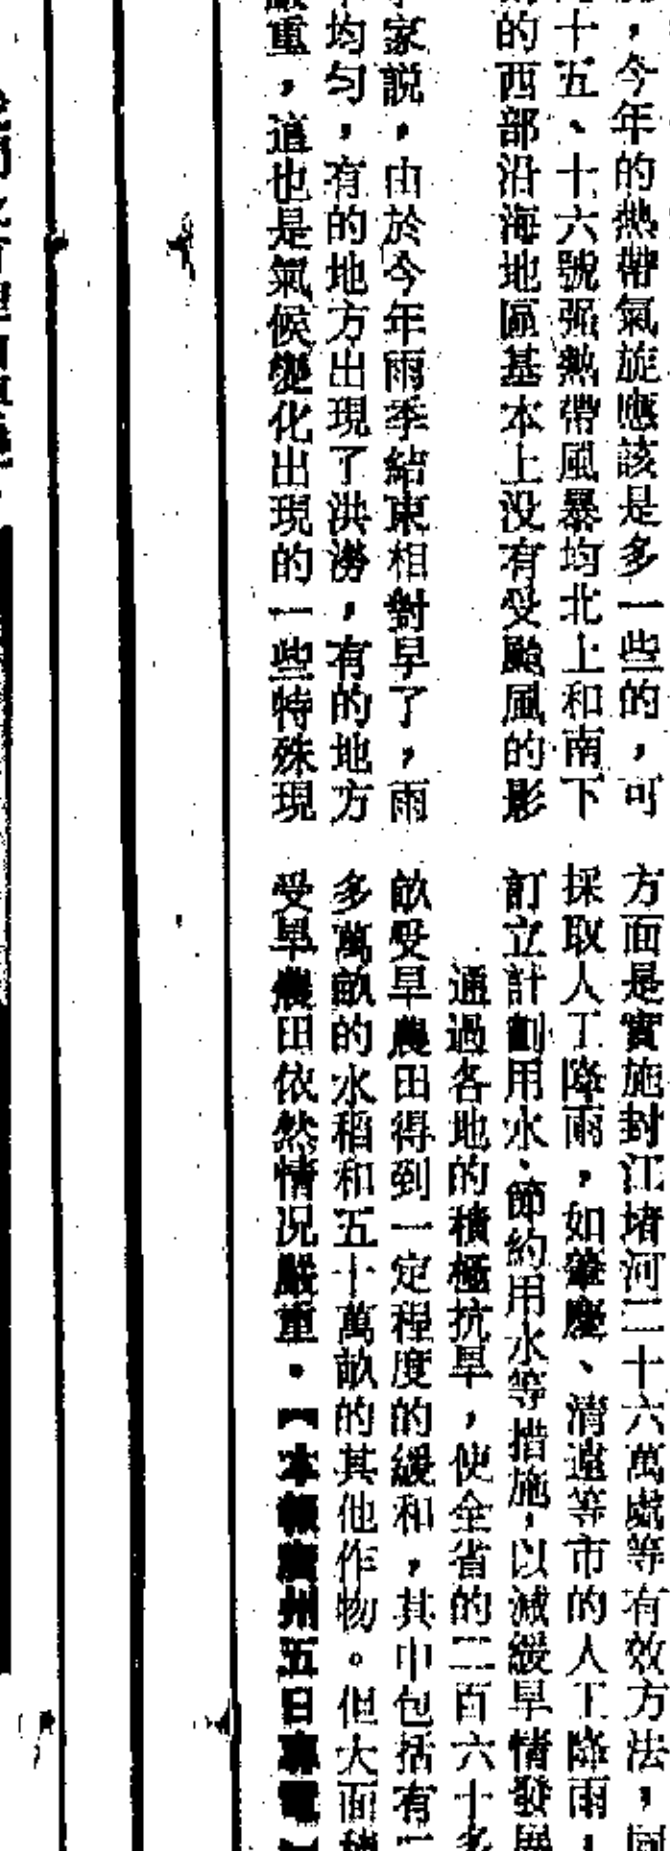 ，今年的熱帶氣旋應該是多一些的，可
十五、十六號强熱帶風暴均北上和南下
的西部沿海地區基本上没有受颱風的影
家説，由於今年雨季結束相對早了，雨
均勻，有的地方出現了洪澇，有的地方
重，這也是氣候變化出現的一些特殊現
方面是實施封江堵河二十六萬處等有效方法，同
採取人工降雨，如肇慶、清遠等市的人工降雨，
訂立計劃用水、節約用水等措施，以減緩旱情發展
通過各地的積極抗旱，使全省的二百六十多
畝受旱農田得到一定程度的緩和，其中包括有二
多萬畝的水稻和五十萬畝的其他作物。但大面積
受旱農田依然情況嚴重。【本報廣州五日專電】